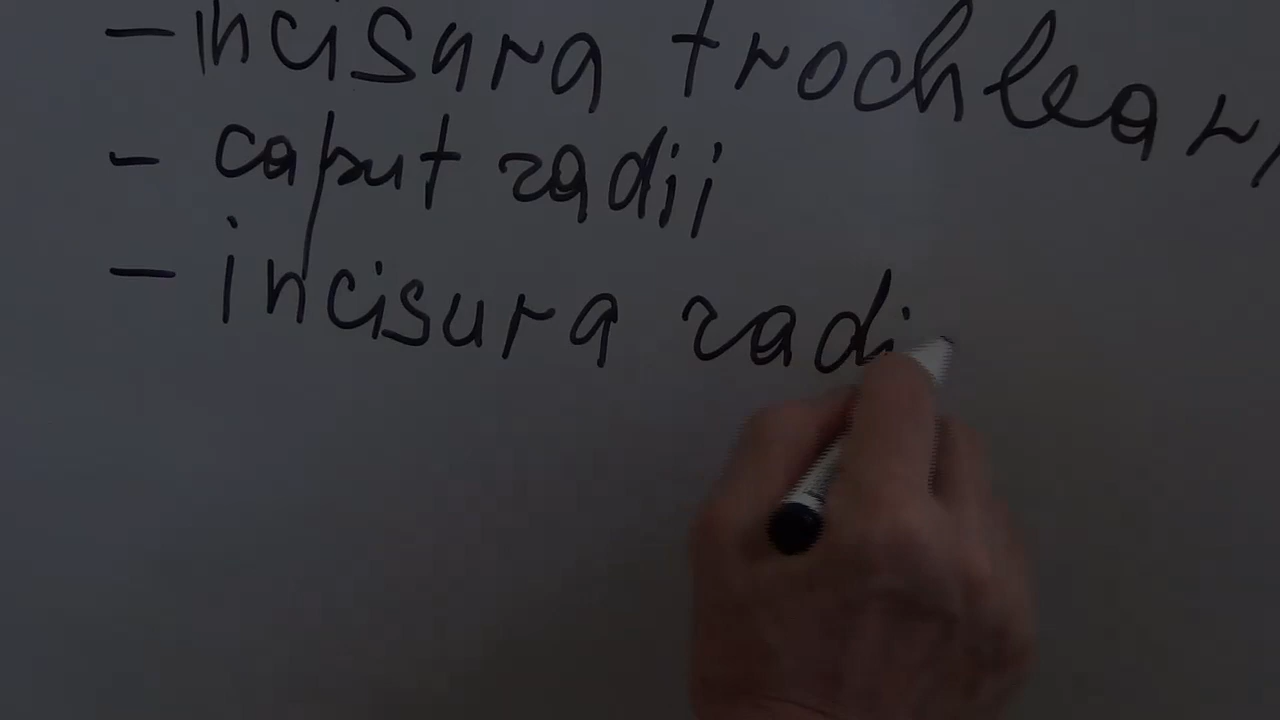 - incisura trochlear
- caput radii
- incisura radi